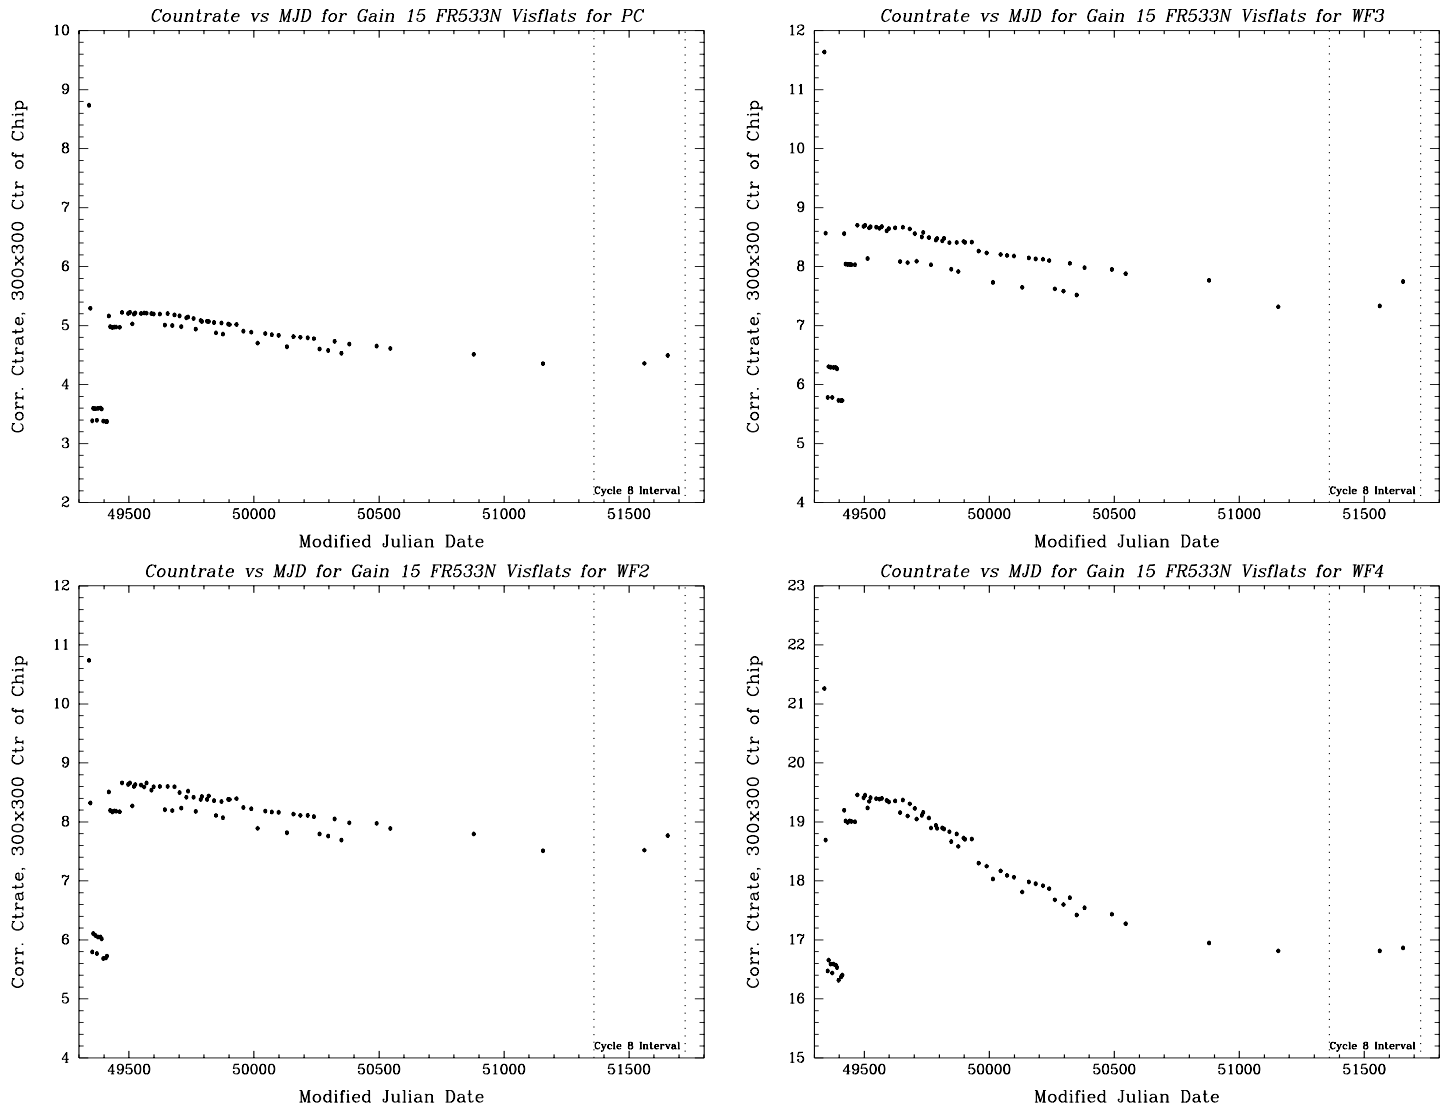 Countrate vs MJD for Gain 15 FR533N Visflats for PC
10
9
8
7
6
5
4
3
2
Corr. Ctrate, 300x300 Ctr of Chip
Cycle 8 Interval
49500 50000 50500 51000 51500
Modified Julian Date
Countrate vs MJD for Gain 15 FR533N Visflats for WF3
12
11
10
9
8
7
6
5
4
Corr. Ctrate, 300x300 Ctr of Chip
Cycle 8 Interval
49500 50000 50500 51000 51500
Modified Julian Date
Countrate vs MJD for Gain 15 FR533N Visflats for WF2
12
11
10
9
8
7
6
5
4
Corr. Ctrate, 300x300 Ctr of Chip
Cycle 8 Interval
49500 50000 50500 51000 51500
Modified Julian Date
Countrate vs MJD for Gain 15 FR533N Visflats for WF4
23
22
21
20
19
18
17
16
15
Corr. Ctrate, 300x300 Ctr of Chip
Cycle 8 Interval
49500 50000 50500 51000 51500
Modified Julian Date